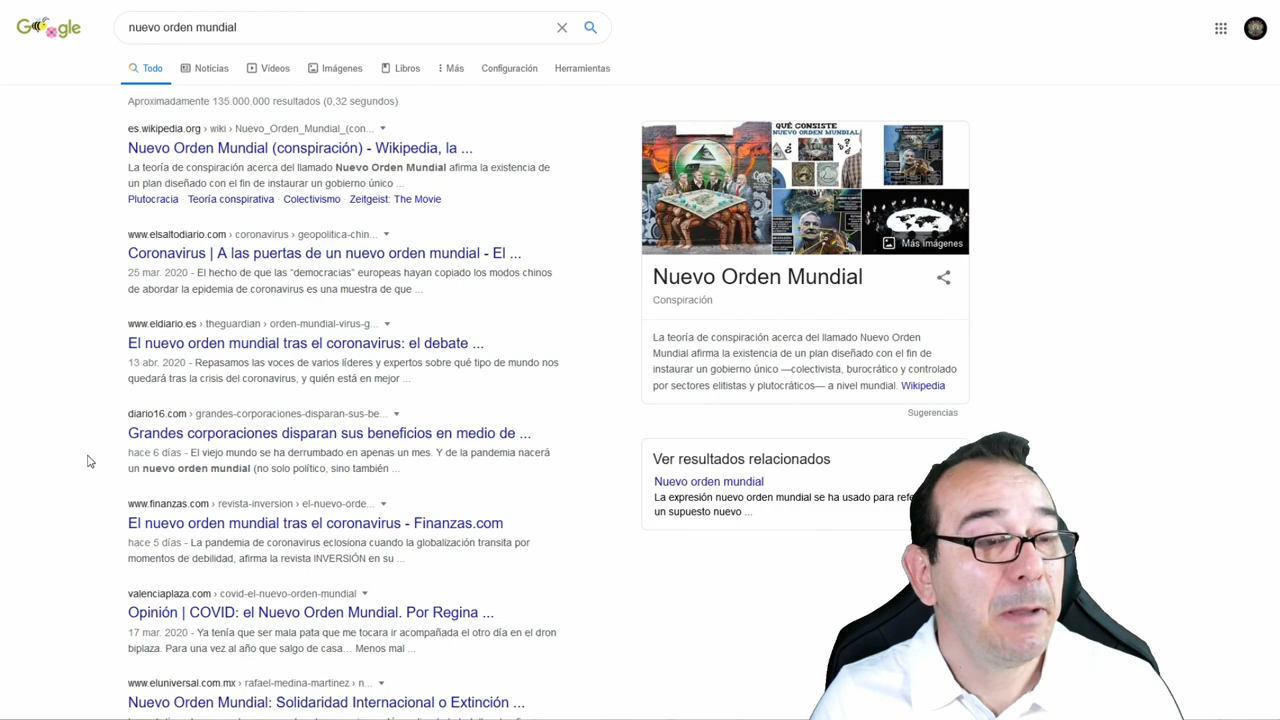 Google
nuevo orden mundial
Todo
Noticias
Vídeos
Imágenes
Libros
Más
Configuración
Herramientas
Aproximadamente 135.000.000 resultados (0,32 segundos)
es.wikipedia.org › wiki › Nuevo_Orden_Mundial_(con...
Nuevo Orden Mundial (conspiración) - Wikipedia, la ...
La teoría de conspiración acerca del llamado Nuevo Orden Mundial afirma la existencia de
un plan diseñado con el fin de instaurar un gobierno único ...
Plutocracia · Teoría conspirativa · Colectivismo · Zeitgeist: The Movie
www.elsaltodiario.com › coronavirus › geopolitica-chin...
Coronavirus | A las puertas de un nuevo orden mundial - El ...
25 mar. 2020 - El hecho de que las “democracias” europeas hayan copiado los modos chinos
de abordar la epidemia de coronavirus es una muestra de que ...
www.eldiario.es › theguardian › orden-mundial-virus-g...
El nuevo orden mundial tras el coronavirus: el debate ...
13 abr. 2020 - Repasamos las voces de varios líderes y expertos sobre qué tipo de mundo nos
quedará tras la crisis del coronavirus, y quién está en mejor ...
diario16.com › grandes-corporaciones-disparan-sus-be...
Grandes corporaciones disparan sus beneficios en medio de ...
hace 6 días - El viejo mundo se ha derrumbado en apenas un mes. Y de la pandemia nacerá
un nuevo orden mundial (no solo político, sino también ...
www.finanzas.com › revista-inversion › el-nuevo-orde...
El nuevo orden mundial tras el coronavirus - Finanzas.com
hace 5 días - La pandemia de coronavirus eclosiona cuando la globalización transita por
momentos de debilidad, afirma la revista INVERSIÓN en su ...
valenciaplaza.com › covid-el-nuevo-orden-mundial
Opinión | COVID: el Nuevo Orden Mundial. Por Regina ...
17 mar. 2020 - Ya tenía que ser mala pata que me tocara ir acompañada el otro día en el dron
biplaza. Para una vez al año que salgo de casa... Menos mal ...
www.eluniversal.com.mx › rafael-medina-martinez › n...
Nuevo Orden Mundial: Solidaridad Internacional o Extinción ...
QUÉ CONSISTE
NUEVO ORDEN MUNDIAL
Más imágenes
Nuevo Orden Mundial
Conspiración
La teoría de conspiración acerca del llamado Nuevo Orden
Mundial afirma la existencia de un plan diseñado con el fin de
instaurar un gobierno único —colectivista, burocrático y controlado
por sectores elitistas y plutocráticos— a nivel mundial. Wikipedia
Sugerencias
Ver resultados relacionados
Nuevo orden mundial
La expresión nuevo orden mundial se ha usado para
un supuesto nuevo ...